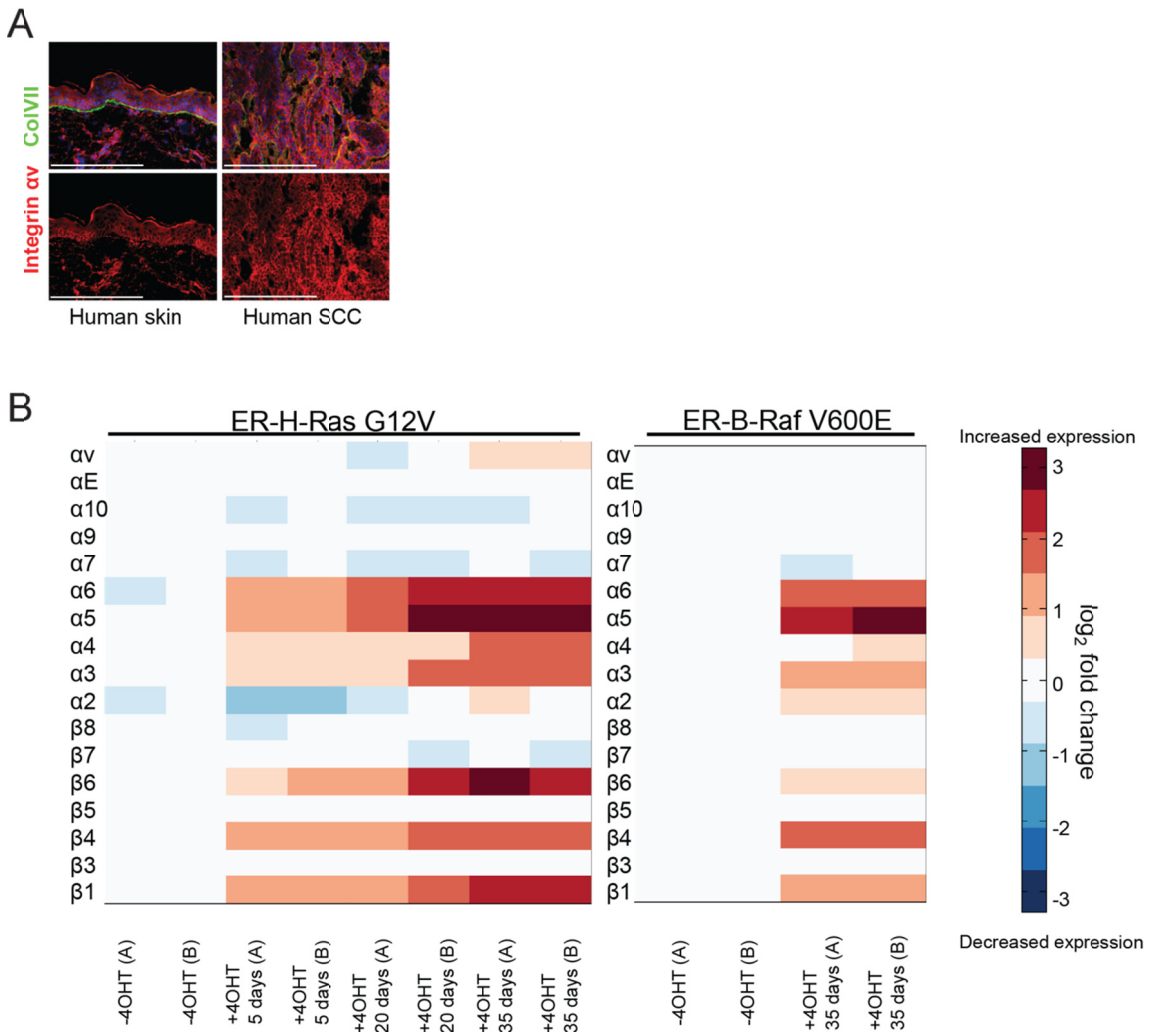 A
ColVII
Integrin αv
Human skin
Human SCC
B
ER-H-Ras G12V
ER-B-Raf V600E
αv
αE
α10
α9
α7
α6
α5
α4
α3
α2
β8
β7
β6
β5
β4
β3
β1
-4OHT (A)
-4OHT (B)
+4OHT
5 days (A)
+4OHT
5 days (B)
+4OHT
20 days (A)
+4OHT
20 days (B)
+4OHT
35 days (A)
+4OHT
35 days (B)
αv
αE
α10
α9
α7
α6
α5
α4
α3
α2
β8
β7
β6
β5
β4
β3
β1
-4OHT (A)
-4OHT (B)
+4OHT
35 days (A)
+4OHT
35 days (B)
Increased expression
3
2
1
0
-1
-2
-3
log₂ fold change
Decreased expression